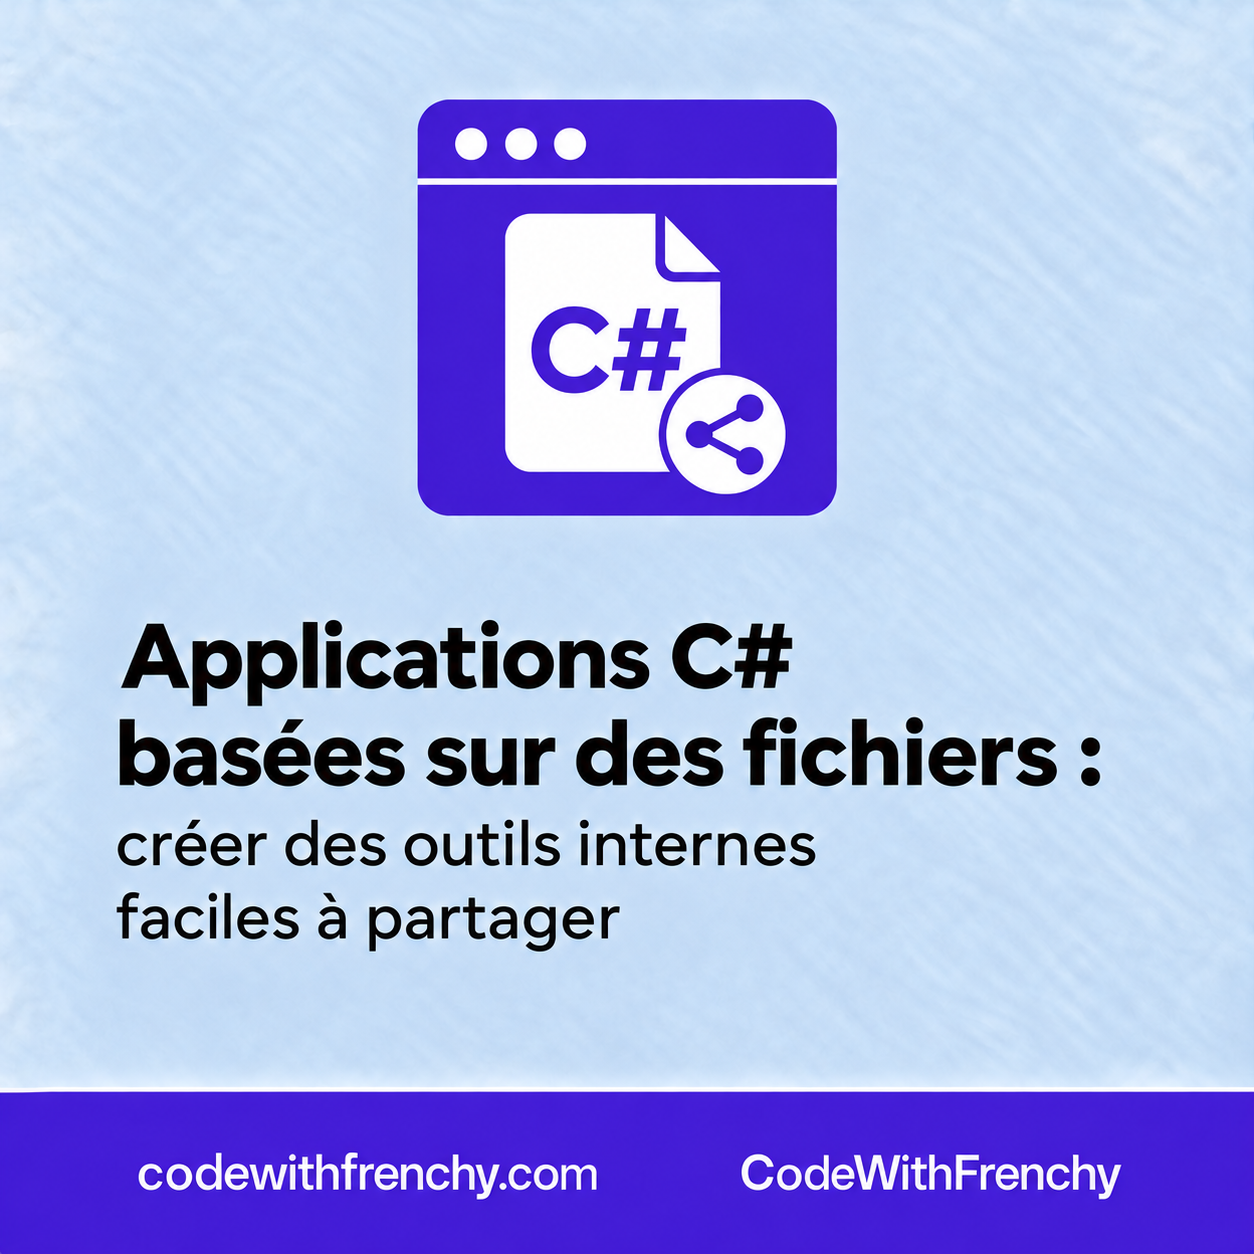 C#
Applications C#
basées sur des fichiers :
créer des outils internes
faciles à partager
codewithfrenchy.com
CodeWithFrenchy